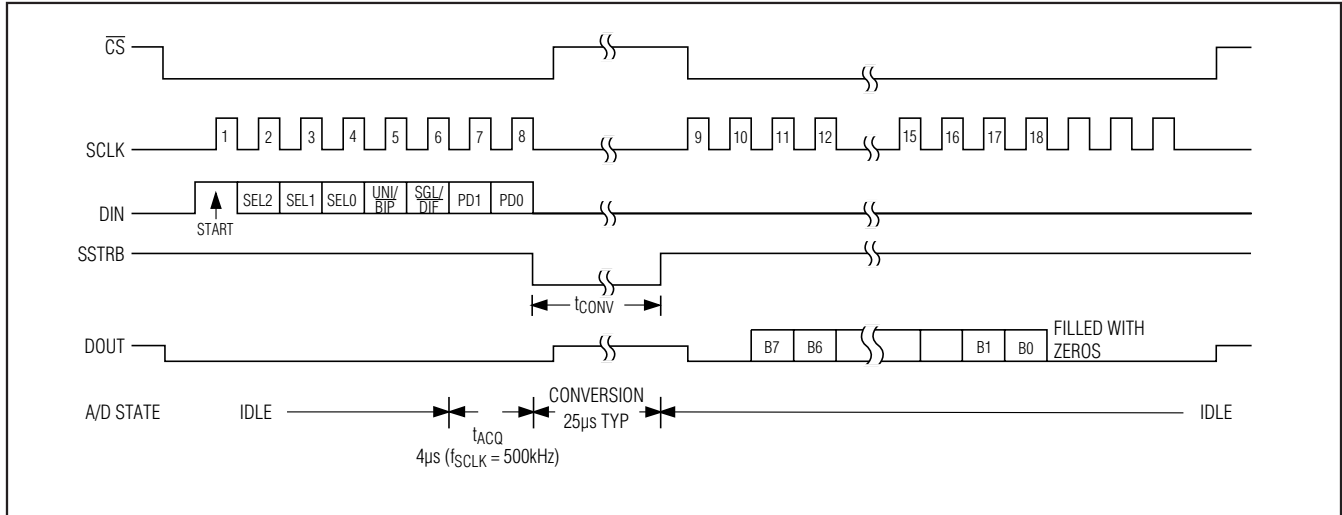 CS
SCLK
1 2 3 4 5 6 7 8 9 10 11 12 15 16 17 18
DIN
SEL2 SEL1 SEL0 UNI/BIP SGL/DIF PD1 PD0
START
SSTRB
tCONV
DOUT
B7 B6 B1 B0
FILLED WITH
ZEROS
A/D STATE IDLE CONVERSION IDLE
25µs TYP
tACQ
4µs (fSCLK = 500kHz)